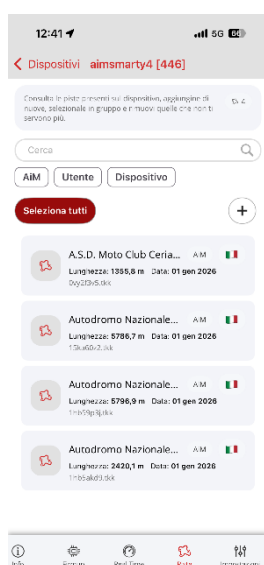 12:41
5G 66
Dispositivi aimsmarty4 [446]
Consulta le piste presenti sul dispositivo, aggiungine di
nuove, selezionale in gruppo e rimuovi quelle che non ti
servono più.
4
Cerca
AiM Utente Dispositivo
Seleziona tutti
A.S.D. Moto Club Ceria... AiM
Lunghezza: 1355,8 m Data: 01 gen 2026
Autodromo Nazionale... AiM
Lunghezza: 5786,7 m Data: 01 gen 2026
Autodromo Nazionale... AiM
Lunghezza: 5796,9 m Data: 01 gen 2026
Autodromo Nazionale... AiM
Lunghezza: 2420,1 m Data: 01 gen 2026